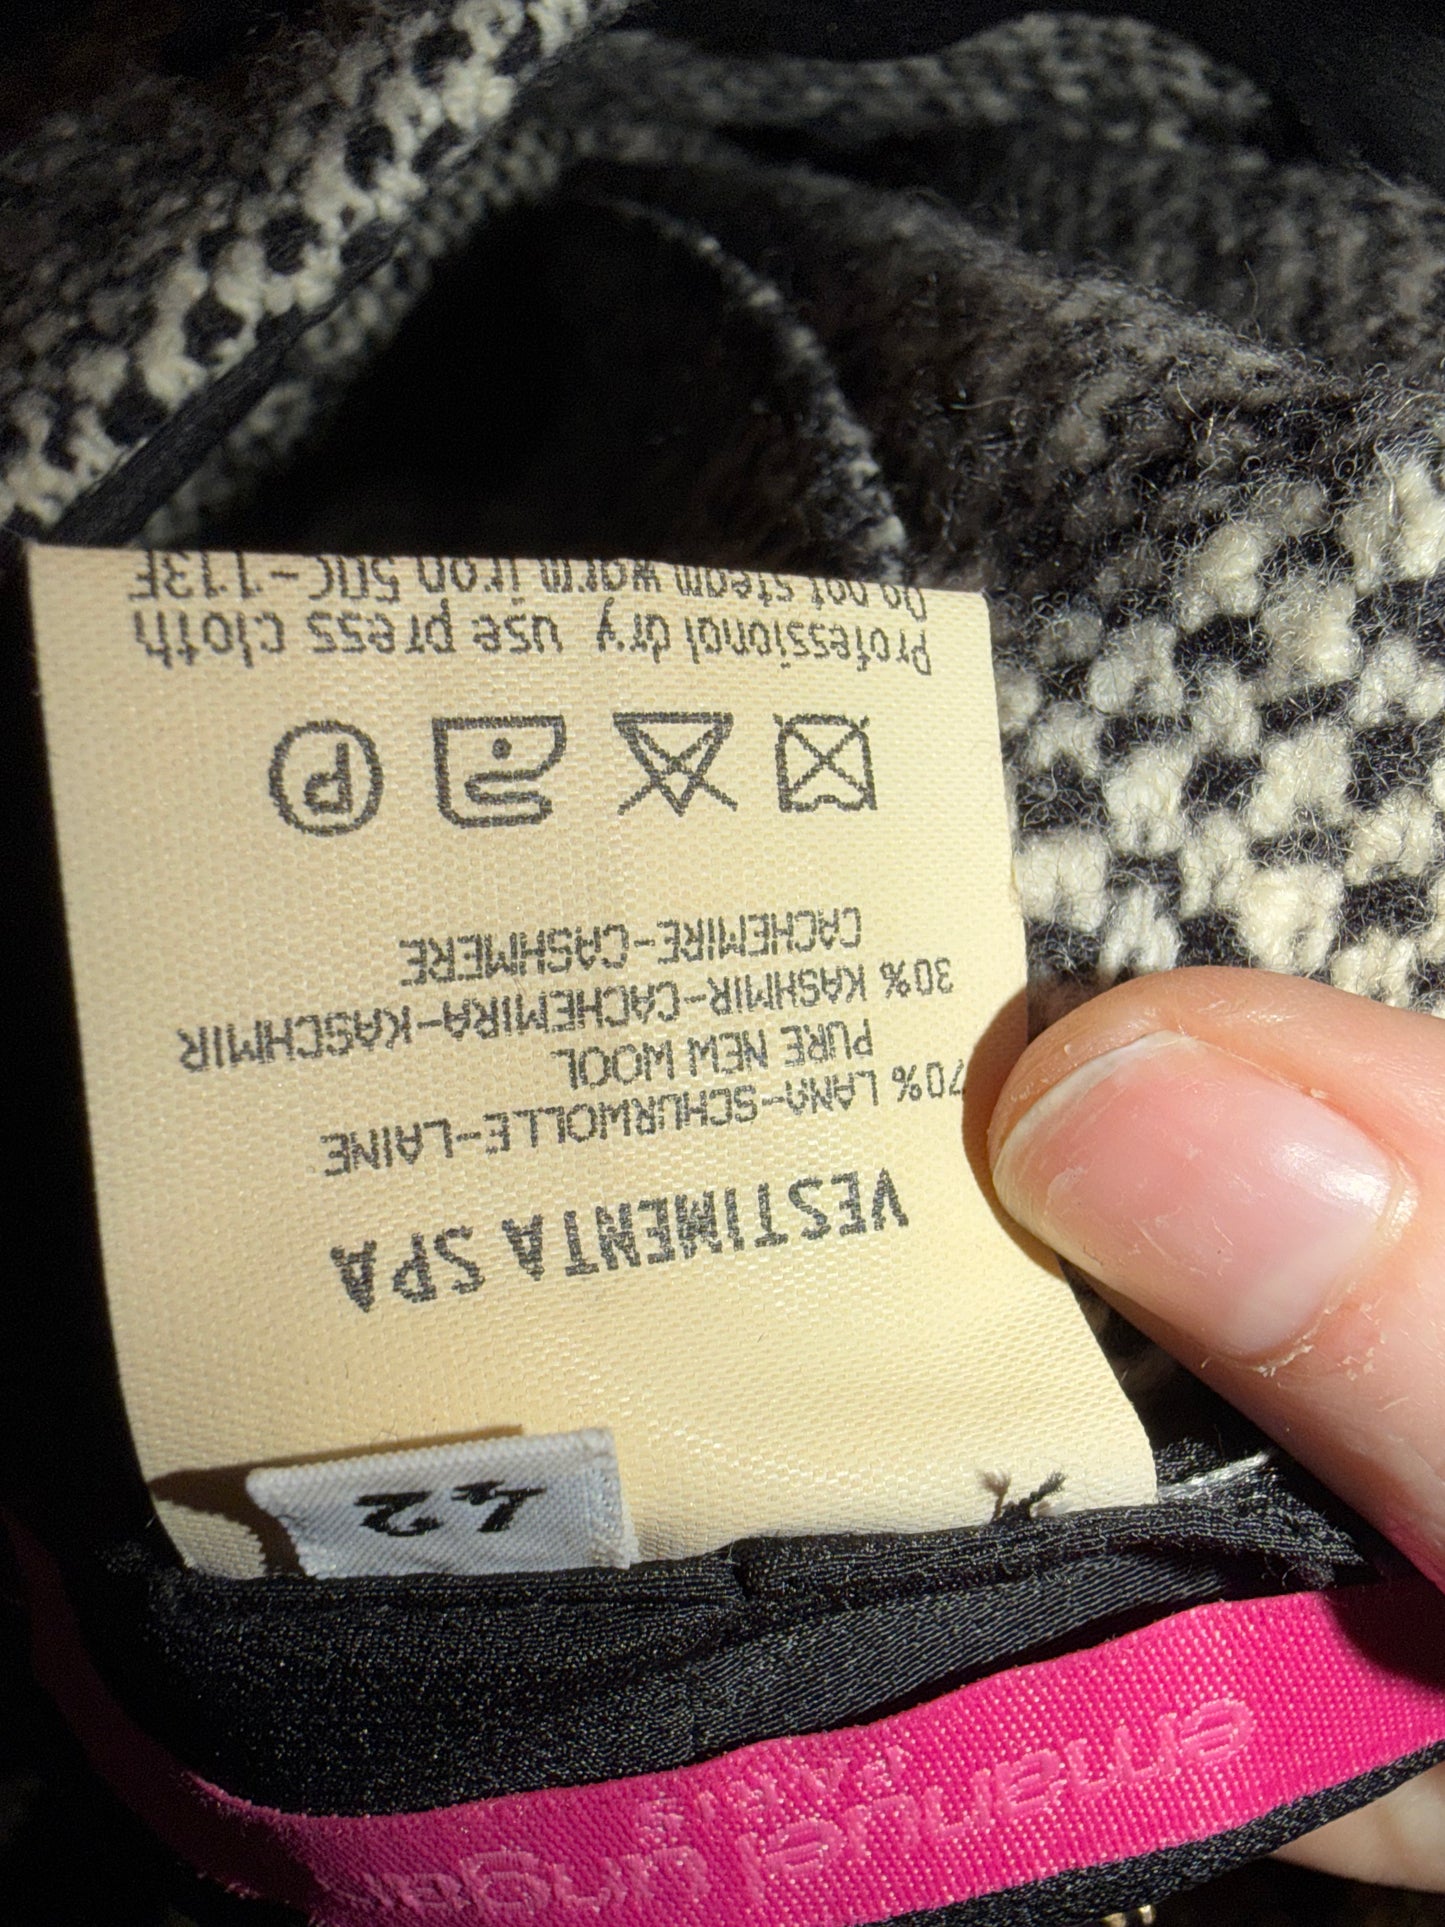 emanuel ungaro
PARIS
42
VESTIMENTA SPA
70% LANA-SCHURWOLLE-LAINE
PURE NEW WOOL
30% KASHMIR-CACHEMIRA-KASCHMIR
CACHEMIRE-CASHMERE
P
Professional dry use press cloth
Do not steam warm iron 50C-113F